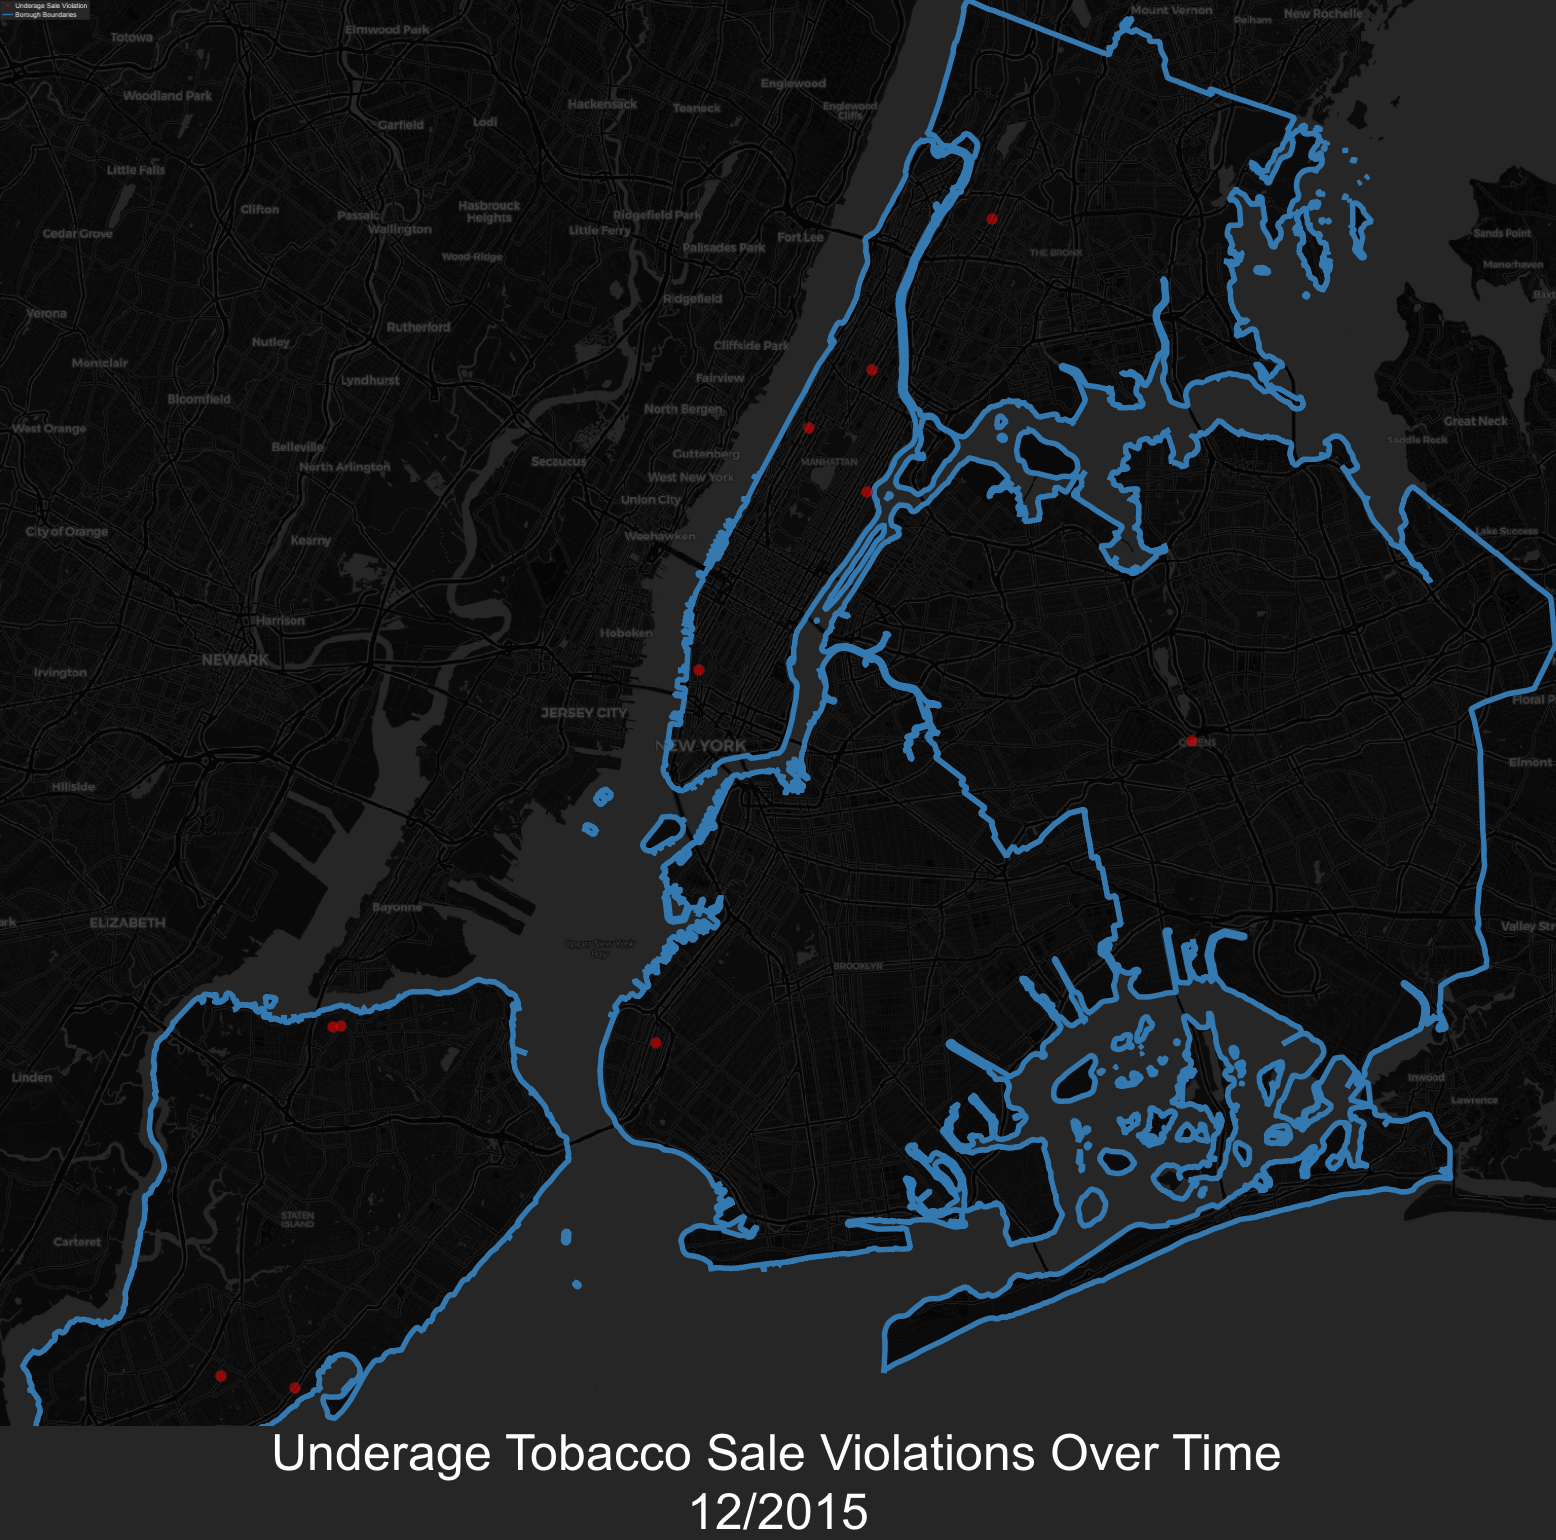 Underage Sale Violation
Borough Boundaries
Mount Vernon
Pelham
New Rochelle
Totowa
Elmwood Park
Woodland Park
Hackensack
Teaneck
Englewood
Englewood
Cliffs
Garfield
Lodi
Little Falls
Clifton
Passaic
Wallington
Hasbrouck
Heights
Ridgefield Park
Little Ferry
Cedar Grove
Fort Lee
Palisades Park
Wood-Ridge
THE BRONX
Sands Point
Manorhaven
Verona
Ridgefield
Rutherford
Nutley
Cliffside Park
Montclair
Lyndhurst
Fairview
Bloomfield
North Bergen
West Orange
Great Neck
Saddle Rock
Belleville
North Arlington
Secaucus
Guttenberg
MANHATTAN
West New York
Union City
City of Orange
Kearny
Weehawken
Lake Success
Harrison
Hoboken
NEWARK
Irvington
JERSEY CITY
Floral P
NEW YORK
QUEENS
Elmont
Hillside
Bayonne
ELIZABETH
Valley Str
Upper New York
Bay
BROOKLYN
Linden
Inwood
Lawrence
STATEN
ISLAND
Carteret
Underage Tobacco Sale Violations Over Time
12/2015